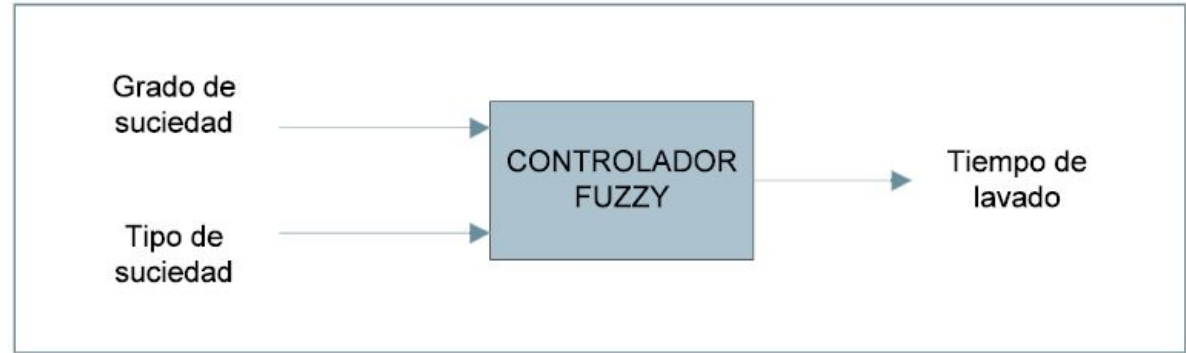 Grado de
suciedad
CONTROLADOR
FUZZY
Tiempo de
lavado
Tipo de
suciedad